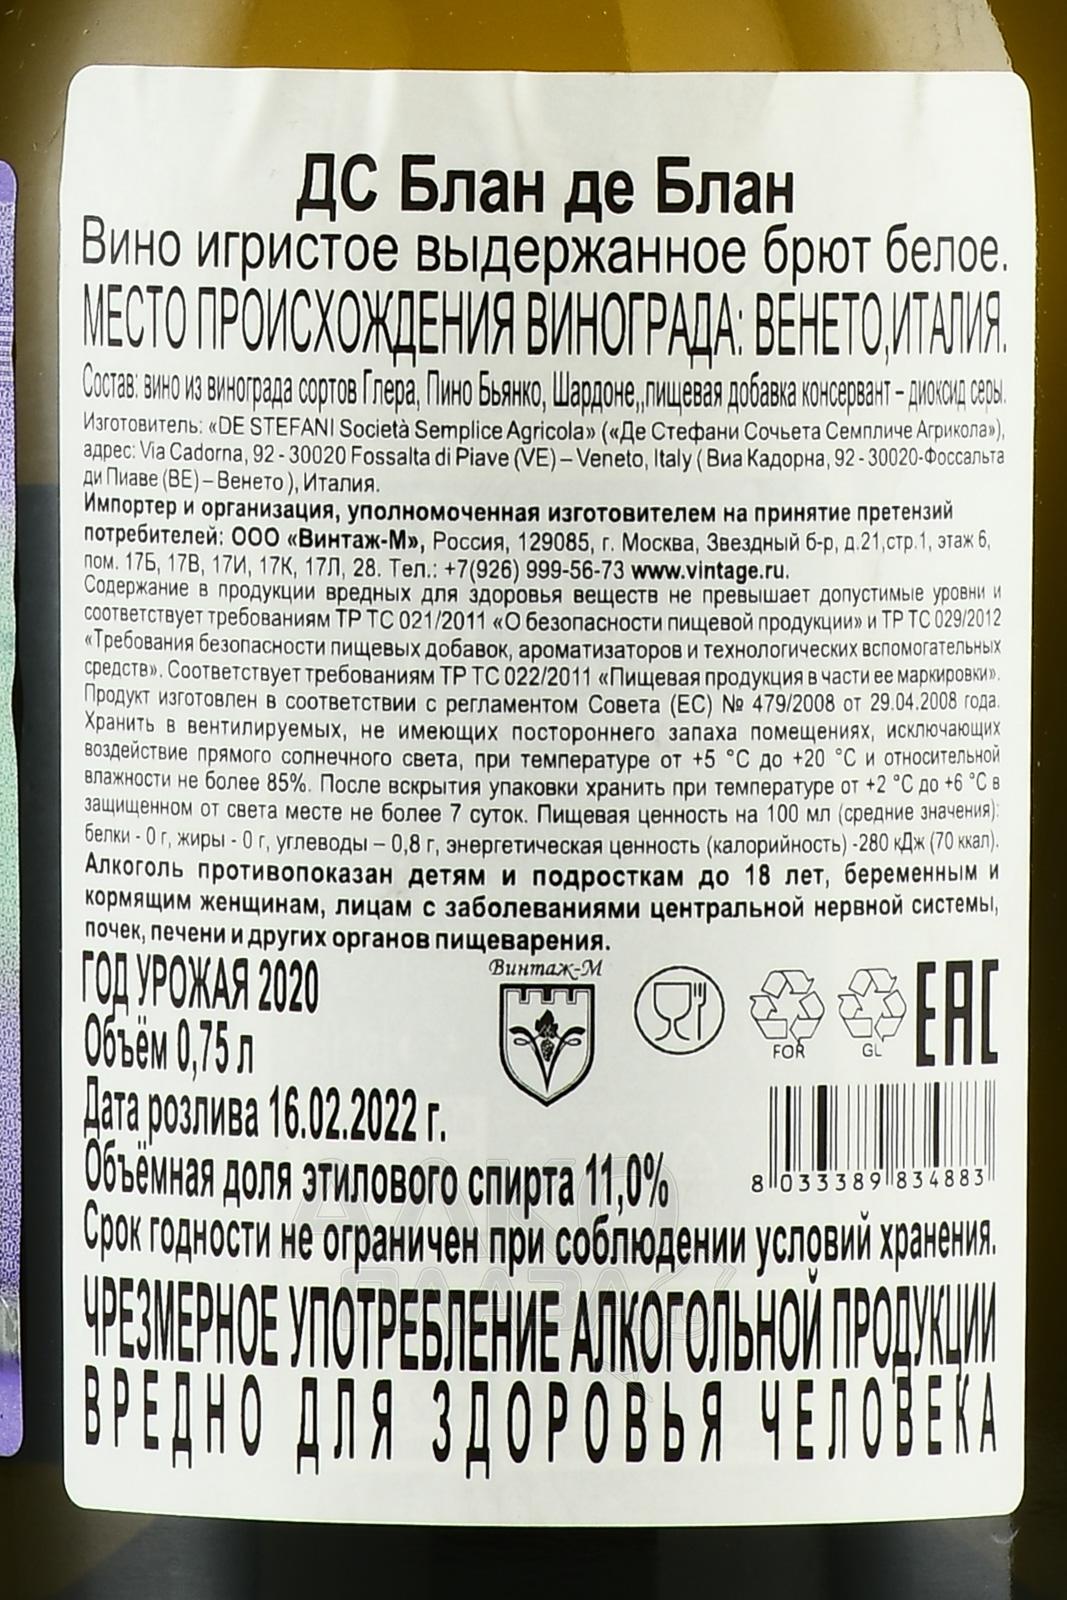 ДС Блан де Блан
Вино игристое выдержанное брют белое.
МЕСТО ПРОИСХОЖДЕНИЯ ВИНОГРАДА: ВЕНЕТО,ИТАЛИЯ.
Состав: вино из винограда сортов Глера, Пино Бьянко, Шардоне,,пищевая добавка консервант – диоксид серы.
Изготовитель: «DE STEFANI Società Semplice Agricola» («Де Стефани Сочьета Семпличе Агрикола»),
адрес: Via Cadorna, 92 - 30020 Fossalta di Piave (VE) – Veneto, Italy ( Виа Кадорна, 92 - 30020-Фоссальта
ди Пиаве (ВЕ) – Венето ), Италия.
Импортер и организация, уполномоченная изготовителем на принятие претензий
потребителей: ООО «Винтаж-М», Россия, 129085, г. Москва, Звездный б-р, д.21,стр.1, этаж 6,
пом. 17Б, 17В, 17И, 17К, 17Л, 28. Тел.: +7(926) 999-56-73 www.vintage.ru.
Содержание в продукции вредных для здоровья веществ не превышает допустимые уровни и
соответствует требованиям ТР ТС 021/2011 «О безопасности пищевой продукции» и ТР ТС 029/2012
«Требования безопасности пищевых добавок, ароматизаторов и технологических вспомогательных
средств». Соответствует требованиям ТР ТС 022/2011 «Пищевая продукция в части ее маркировки».
Продукт изготовлен в соответствии с регламентом Совета (ЕС) № 479/2008 от 29.04.2008 года.
Хранить в вентилируемых, не имеющих постороннего запаха помещениях, исключающих
воздействие прямого солнечного света, при температуре от +5 °C до +20 °C и относительной
влажности не более 85%. После вскрытия упаковки хранить при температуре от +2 °C до +6 °C в
защищенном от света месте не более 7 суток. Пищевая ценность на 100 мл (средние значения):
белки - 0 г, жиры - 0 г, углеводы – 0,8 г, энергетическая ценность (калорийность) -280 кДж (70 ккал).
Алкоголь противопоказан детям и подросткам до 18 лет, беременным и
кормящим женщинам, лицам с заболеваниями центральной нервной системы,
почек, печени и других органов пищеварения.
ГОД УРОЖАЯ 2020
Винтаж-М
FOR
GL
EAC
Объём 0,75 л
Дата розлива 16.02.2022 г.
Объёмная доля этилового спирта 11,0%
8 033389 834883
Срок годности не ограничен при соблюдении условий хранения.
АЛКО
ПЛАЗА
ЧРЕЗМЕРНОЕ УПОТРЕБЛЕНИЕ АЛКОГОЛЬНОЙ ПРОДУКЦИИ
ВРЕДНО ДЛЯ ЗДОРОВЬЯ ЧЕЛОВЕКА